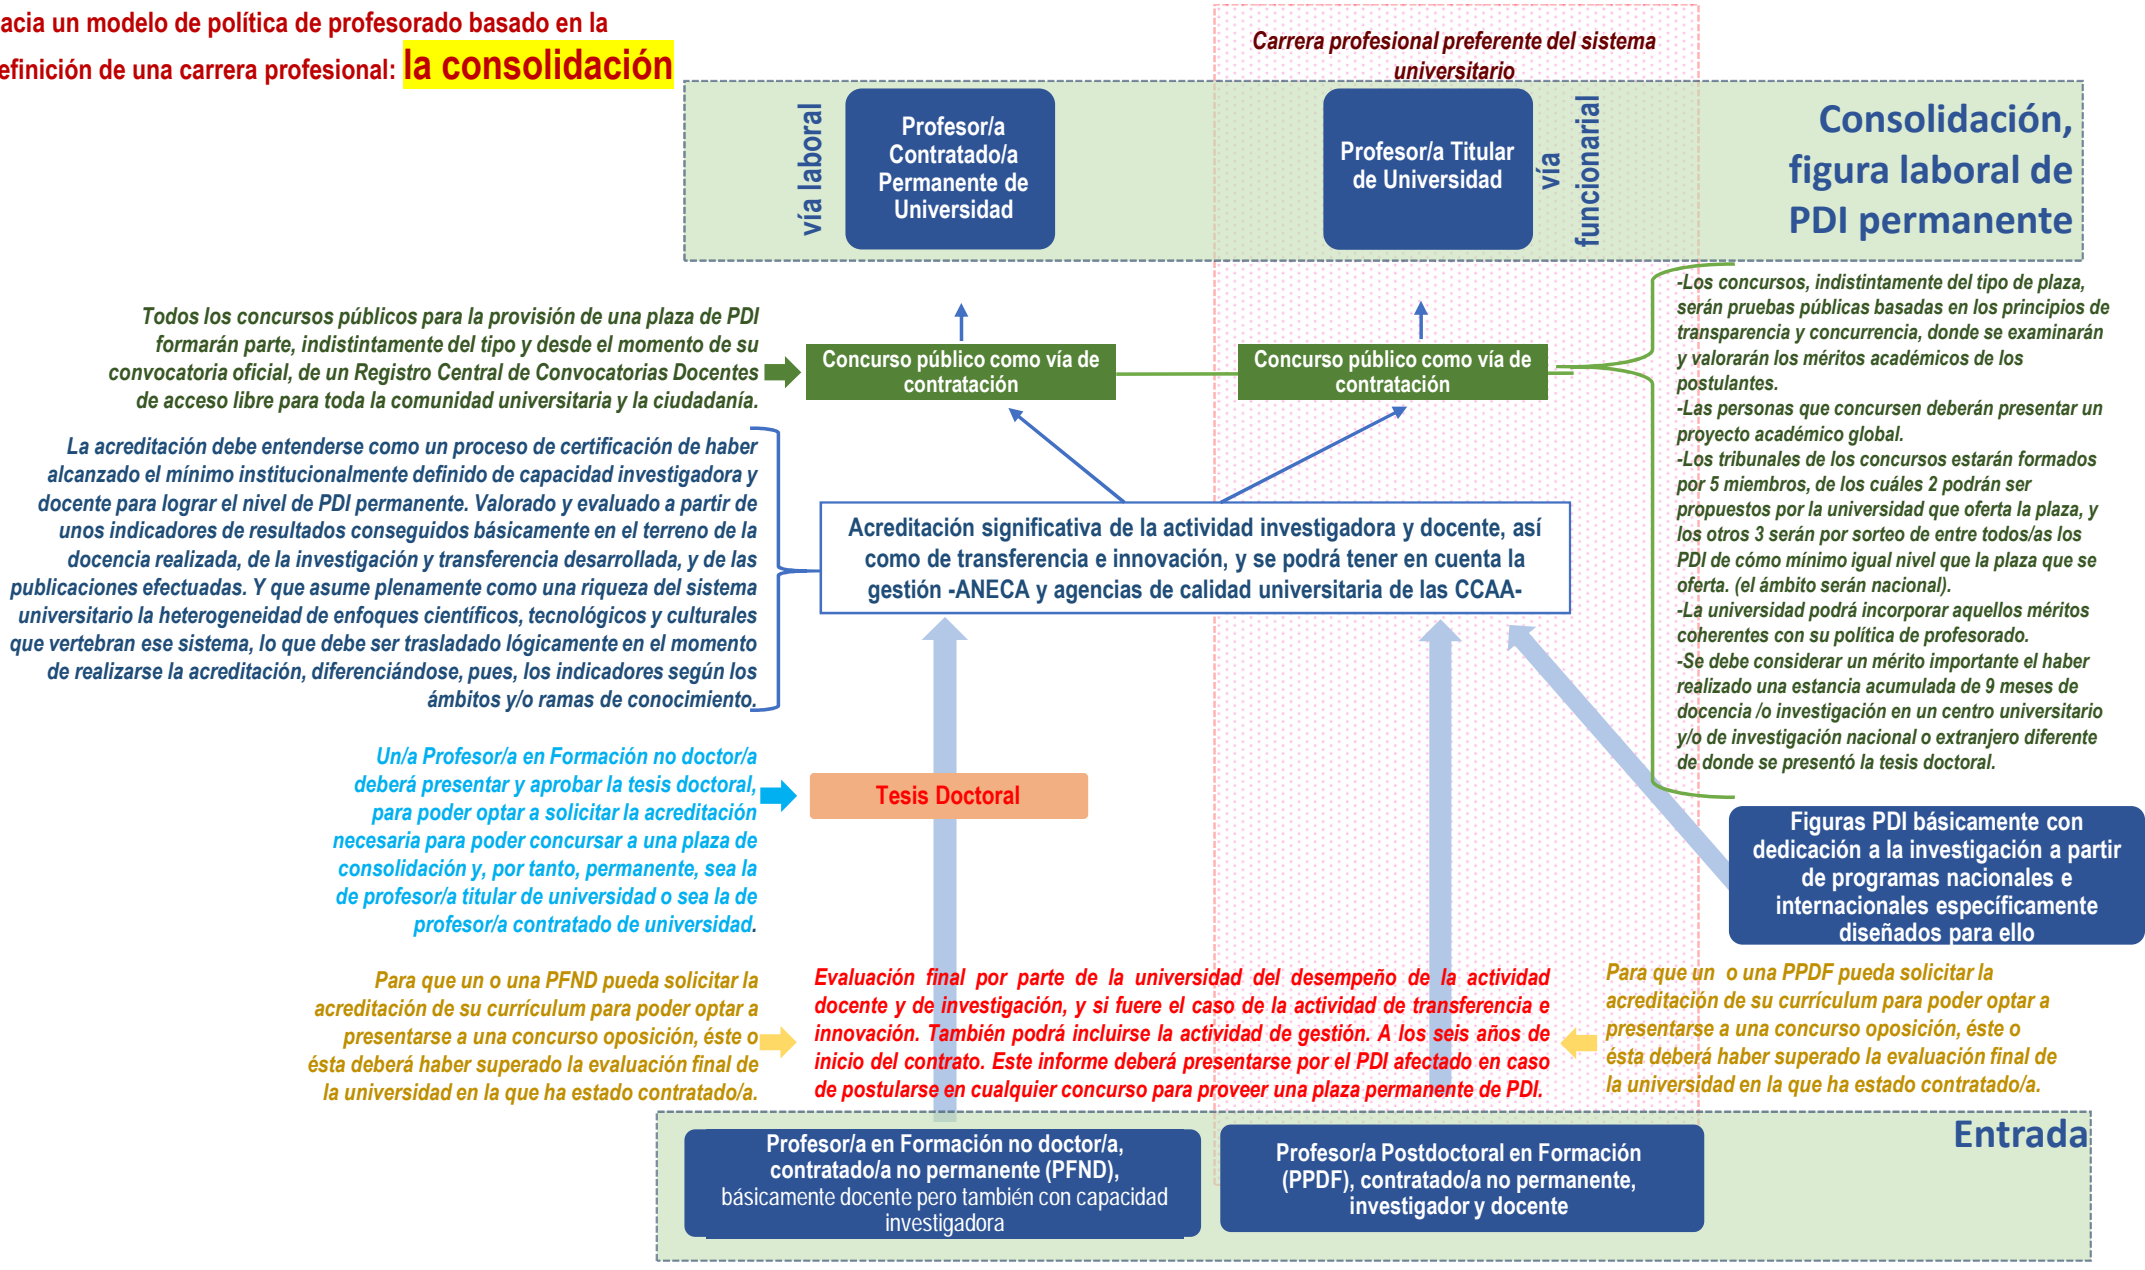 acia un modelo de política de profesorado basado en la
efinición de una carrera profesional: la consolidación
Carrera profesional preferente del sistema
universitario
vía laboral
Profesor/a
Contratado/a
Permanente de
Universidad
Profesor/a Titular
de Universidad
vía
funcionarial
Consolidación,
figura laboral de
PDI permanente
Todos los concursos públicos para la provisión de una plaza de PDI
formarán parte, indistintamente del tipo y desde el momento de su
convocatoria oficial, de un Registro Central de Convocatorias Docentes
de acceso libre para toda la comunidad universitaria y la ciudadanía.
Concurso público como vía de
contratación
Concurso público como vía de
contratación
-Los concursos, indistintamente del tipo de plaza,
serán pruebas públicas basadas en los principios de
transparencia y concurrencia, donde se examinarán
y valorarán los méritos académicos de los
postulantes.
-Las personas que concursen deberán presentar un
proyecto académico global.
-Los tribunales de los concursos estarán formados
por 5 miembros, de los cuáles 2 podrán ser
propuestos por la universidad que oferta la plaza, y
los otros 3 serán por sorteo de entre todos/as los
PDI de cómo mínimo igual nivel que la plaza que se
oferta. (el ámbito serán nacional).
-La universidad podrá incorporar aquellos méritos
coherentes con su política de profesorado.
-Se debe considerar un mérito importante el haber
realizado una estancia acumulada de 9 meses de
docencia /o investigación en un centro universitario
y/o de investigación nacional o extranjero diferente
de donde se presentó la tesis doctoral.
La acreditación debe entenderse como un proceso de certificación de haber
alcanzado el mínimo institucionalmente definido de capacidad investigadora y
docente para lograr el nivel de PDI permanente. Valorado y evaluado a partir de
unos indicadores de resultados conseguidos básicamente en el terreno de la
docencia realizada, de la investigación y transferencia desarrollada, y de las
publicaciones efectuadas. Y que asume plenamente como una riqueza del sistema
universitario la heterogeneidad de enfoques científicos, tecnológicos y culturales
que vertebran ese sistema, lo que debe ser trasladado lógicamente en el momento
de realizarse la acreditación, diferenciándose, pues, los indicadores según los
ámbitos y/o ramas de conocimiento.
Acreditación significativa de la actividad investigadora y docente, así
como de transferencia e innovación, y se podrá tener en cuenta la
gestión -ANECA y agencias de calidad universitaria de las CCAA-
Un/a Profesor/a en Formación no doctor/a
deberá presentar y aprobar la tesis doctoral,
para poder optar a solicitar la acreditación
necesaria para poder concursar a una plaza de
consolidación y, por tanto, permanente, sea la
de profesor/a titular de universidad o sea la de
profesor/a contratado de universidad.
Tesis Doctoral
Figuras PDI básicamente con
dedicación a la investigación a partir
de programas nacionales e
internacionales específicamente
diseñados para ello
Para que un o una PFND pueda solicitar la
acreditación de su currículum para poder optar a
presentarse a una concurso oposición, éste o
ésta deberá haber superado la evaluación final de
la universidad en la que ha estado contratado/a.
Evaluación final por parte de la universidad del desempeño de la actividad
docente y de investigación, y si fuere el caso de la actividad de transferencia e
innovación. También podrá incluirse la actividad de gestión. A los seis años de
inicio del contrato. Este informe deberá presentarse por el PDI afectado en caso
de postularse en cualquier concurso para proveer una plaza permanente de PDI.
Para que un o una PPDF pueda solicitar la
acreditación de su currículum para poder optar a
presentarse a una concurso oposición, éste o
ésta deberá haber superado la evaluación final de
la universidad en la que ha estado contratado/a.
Entrada
Profesor/a en Formación no doctor/a,
contratado/a no permanente (PFND),
básicamente docente pero también con capacidad
investigadora
Profesor/a Postdoctoral en Formación
(PPDF), contratado/a no permanente,
investigador y docente